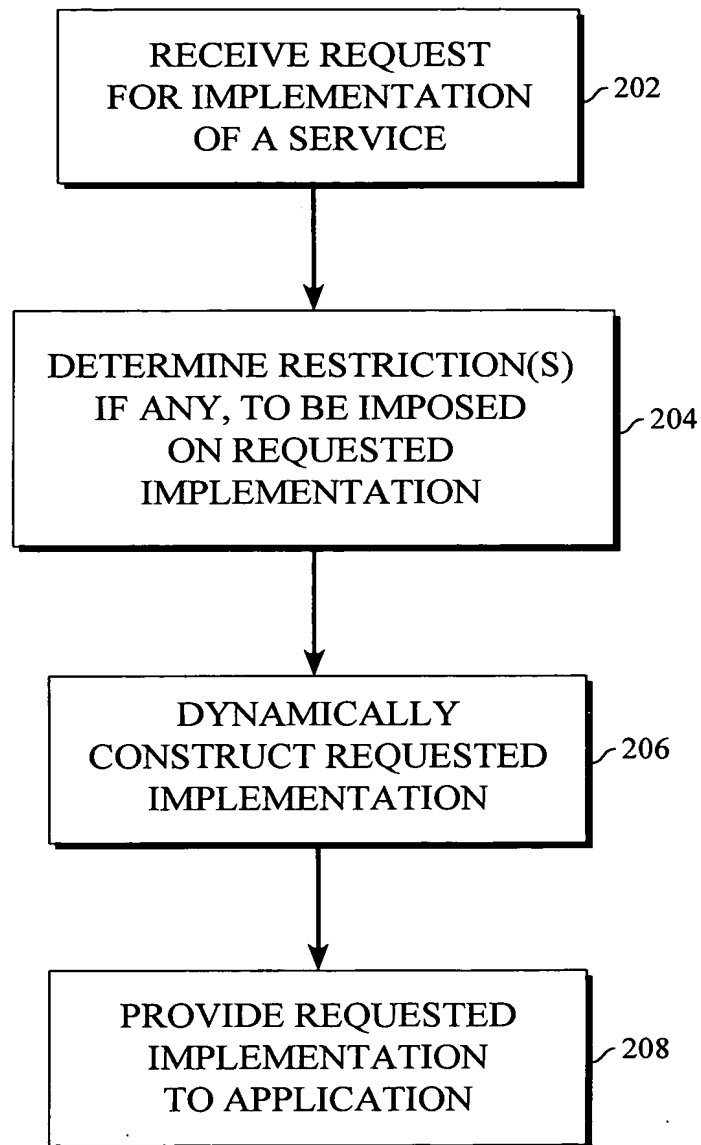 RECEIVE REQUEST
FOR IMPLEMENTATION
OF A SERVICE
202
DETERMINE RESTRICTION(S)
IF ANY, TO BE IMPOSED
ON REQUESTED
IMPLEMENTATION
204
DYNAMICALLY
CONSTRUCT REQUESTED
IMPLEMENTATION
206
PROVIDE REQUESTED
IMPLEMENTATION
TO APPLICATION
208